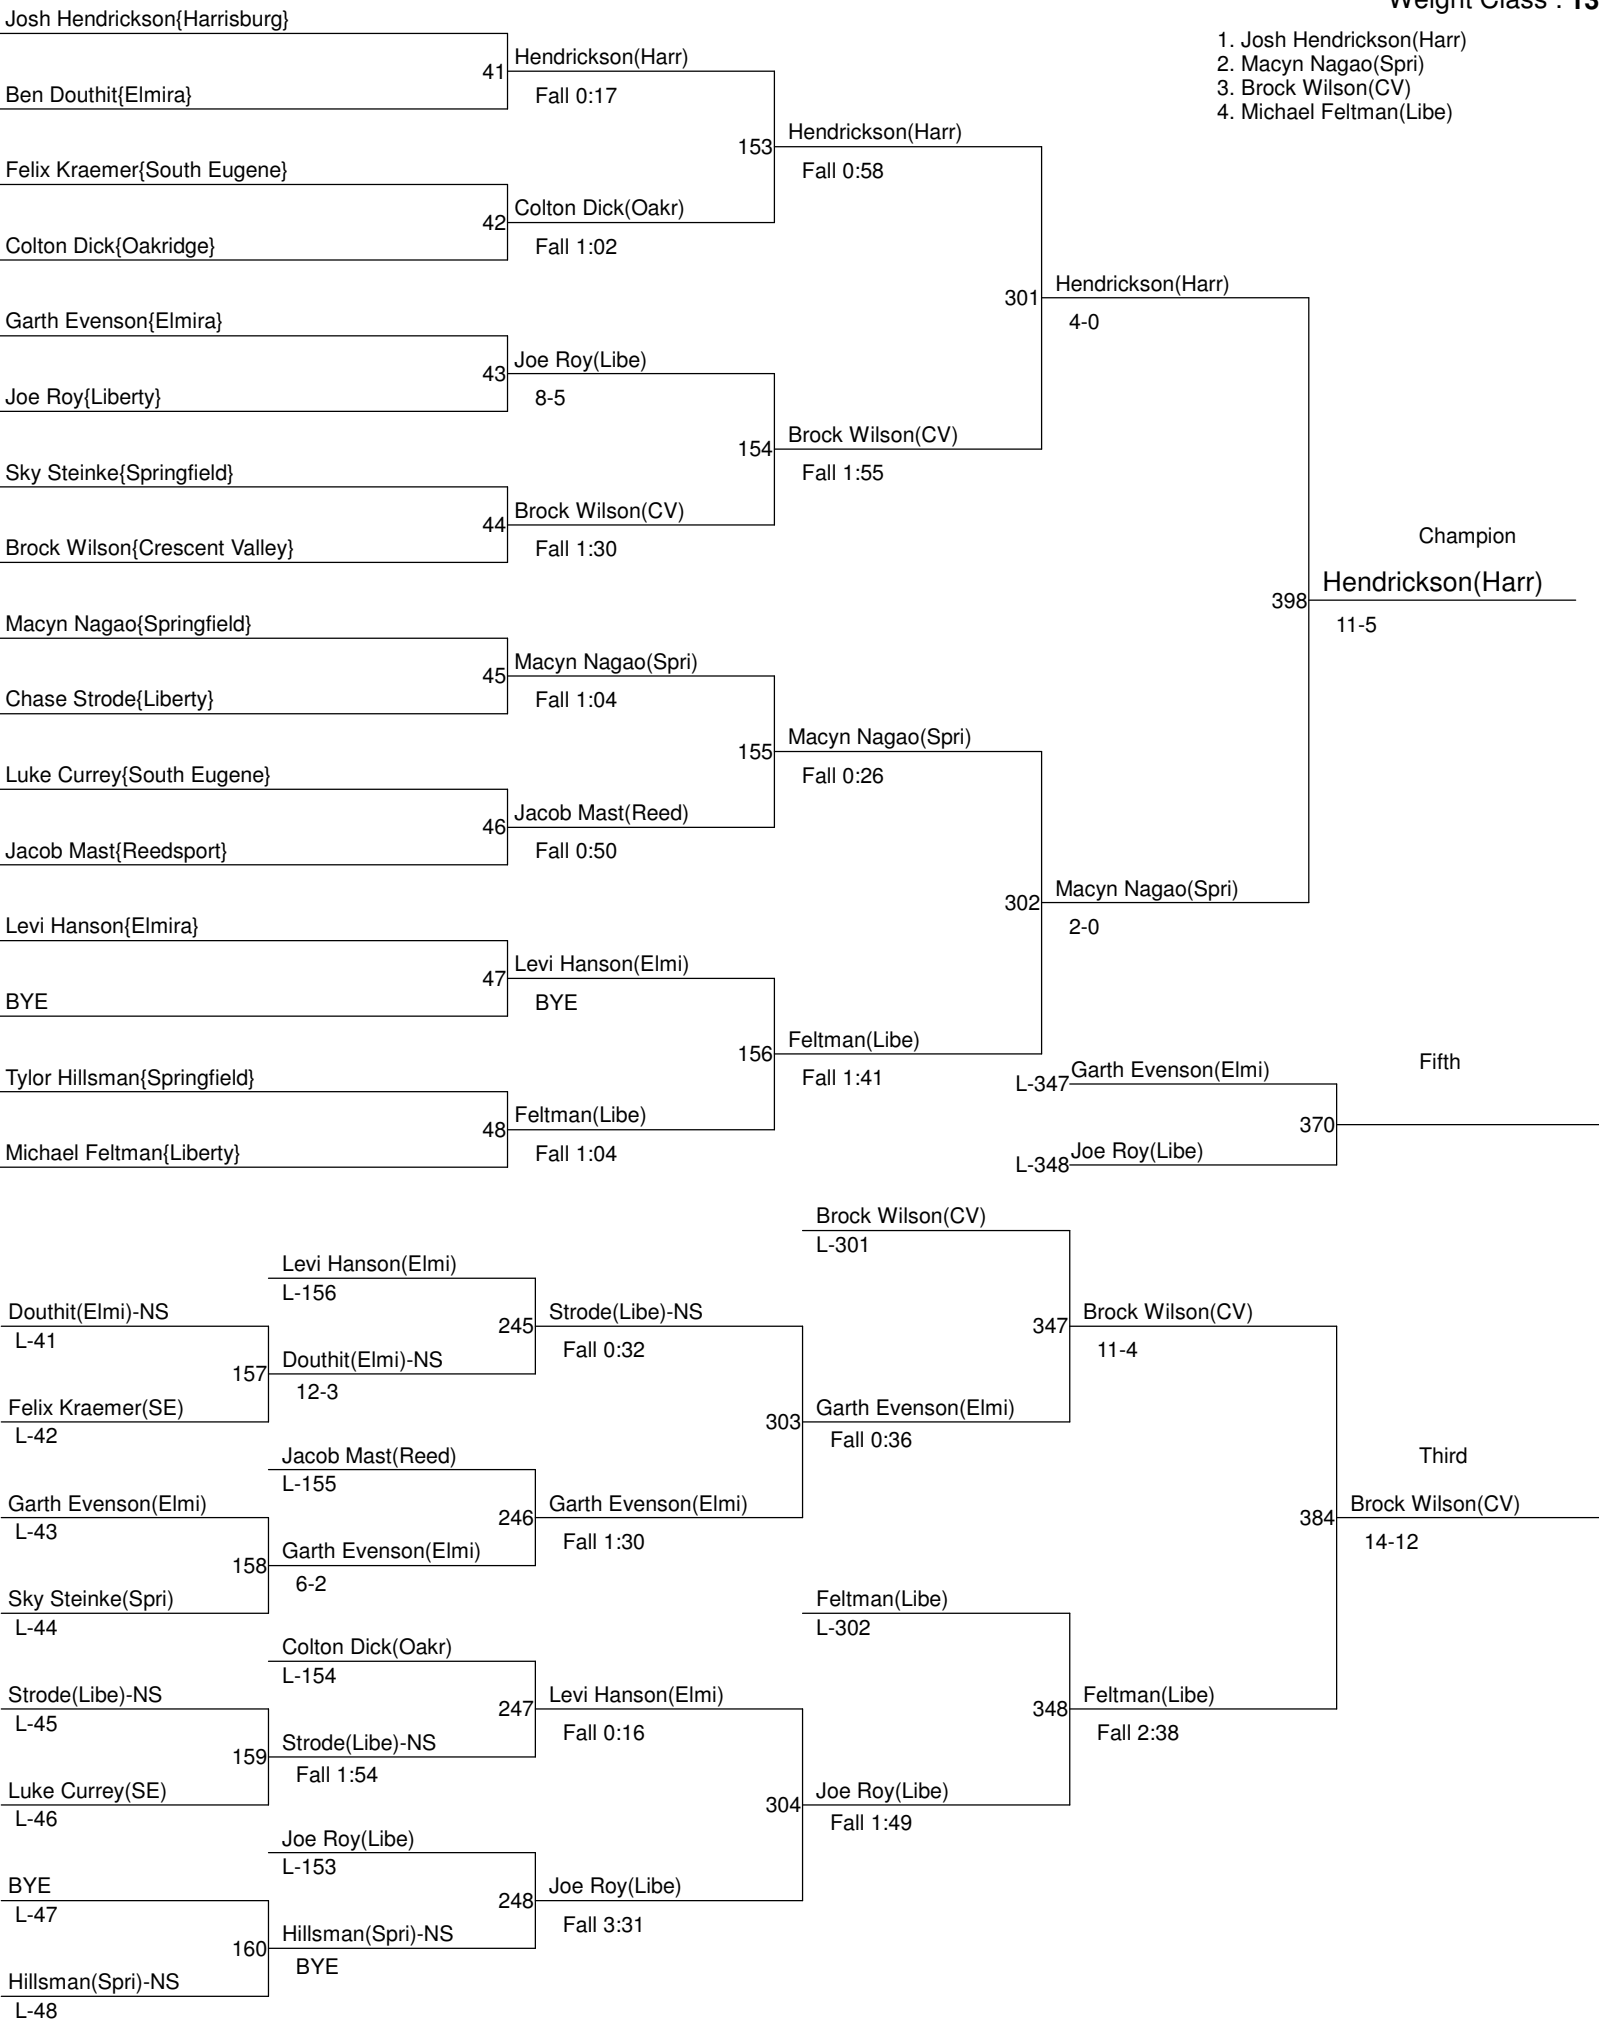 Weight Class : 13
1. Josh Hendrickson(Harr)
2. Macyn Nagao(Spri)
3. Brock Wilson(CV)
4. Michael Feltman(Libe)
Josh Hendrickson{Harrisburg}
41
Hendrickson(Harr)
Fall 0:17
Ben Douthit{Elmira}
153
Hendrickson(Harr)
Fall 0:58
Felix Kraemer{South Eugene}
42
Colton Dick(Oakr)
Fall 1:02
Colton Dick{Oakridge}
301
Hendrickson(Harr)
4-0
Garth Evenson{Elmira}
43
Joe Roy(Libe)
8-5
Joe Roy{Liberty}
154
Brock Wilson(CV)
Fall 1:55
Sky Steinke{Springfield}
44
Brock Wilson(CV)
Fall 1:30
Brock Wilson{Crescent Valley}
Champion
398
Hendrickson(Harr)
11-5
Macyn Nagao{Springfield}
45
Macyn Nagao(Spri)
Fall 1:04
Chase Strode{Liberty}
155
Macyn Nagao(Spri)
Fall 0:26
Luke Currey{South Eugene}
46
Jacob Mast(Reed)
Fall 0:50
Jacob Mast{Reedsport}
302
Macyn Nagao(Spri)
2-0
Levi Hanson{Elmira}
47
Levi Hanson(Elmi)
BYE
BYE
156
Feltman(Libe)
Fall 1:41
Tylor Hillsman{Springfield}
48
Feltman(Libe)
Fall 1:04
Michael Feltman{Liberty}
Fifth
L-347
Garth Evenson(Elmi)
370
L-348
Joe Roy(Libe)
Brock Wilson(CV)
L-301
Levi Hanson(Elmi)
L-156
Douthit(Elmi)-NS
L-41
245
Strode(Libe)-NS
Fall 0:32
347
Brock Wilson(CV)
11-4
157
Douthit(Elmi)-NS
12-3
Felix Kraemer(SE)
L-42
303
Garth Evenson(Elmi)
Fall 0:36
Jacob Mast(Reed)
L-155
Third
Garth Evenson(Elmi)
L-43
246
Garth Evenson(Elmi)
Fall 1:30
384
Brock Wilson(CV)
14-12
158
Garth Evenson(Elmi)
6-2
Sky Steinke(Spri)
L-44
Feltman(Libe)
L-302
Colton Dick(Oakr)
L-154
Strode(Libe)-NS
L-45
247
Levi Hanson(Elmi)
Fall 0:16
348
Feltman(Libe)
Fall 2:38
159
Strode(Libe)-NS
Fall 1:54
Luke Currey(SE)
L-46
304
Joe Roy(Libe)
Fall 1:49
Joe Roy(Libe)
L-153
BYE
L-47
248
Joe Roy(Libe)
Fall 3:31
160
Hillsman(Spri)-NS
BYE
Hillsman(Spri)-NS
L-48